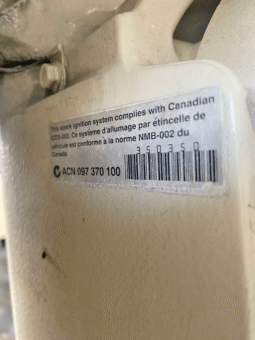 This spark ignition system complies with Canadian
ICES-002. Ce système d'allumage par étincelle de
véhicule est conforme à la norme NMB-002 du
Canada.
ACN 097 370 100
350350